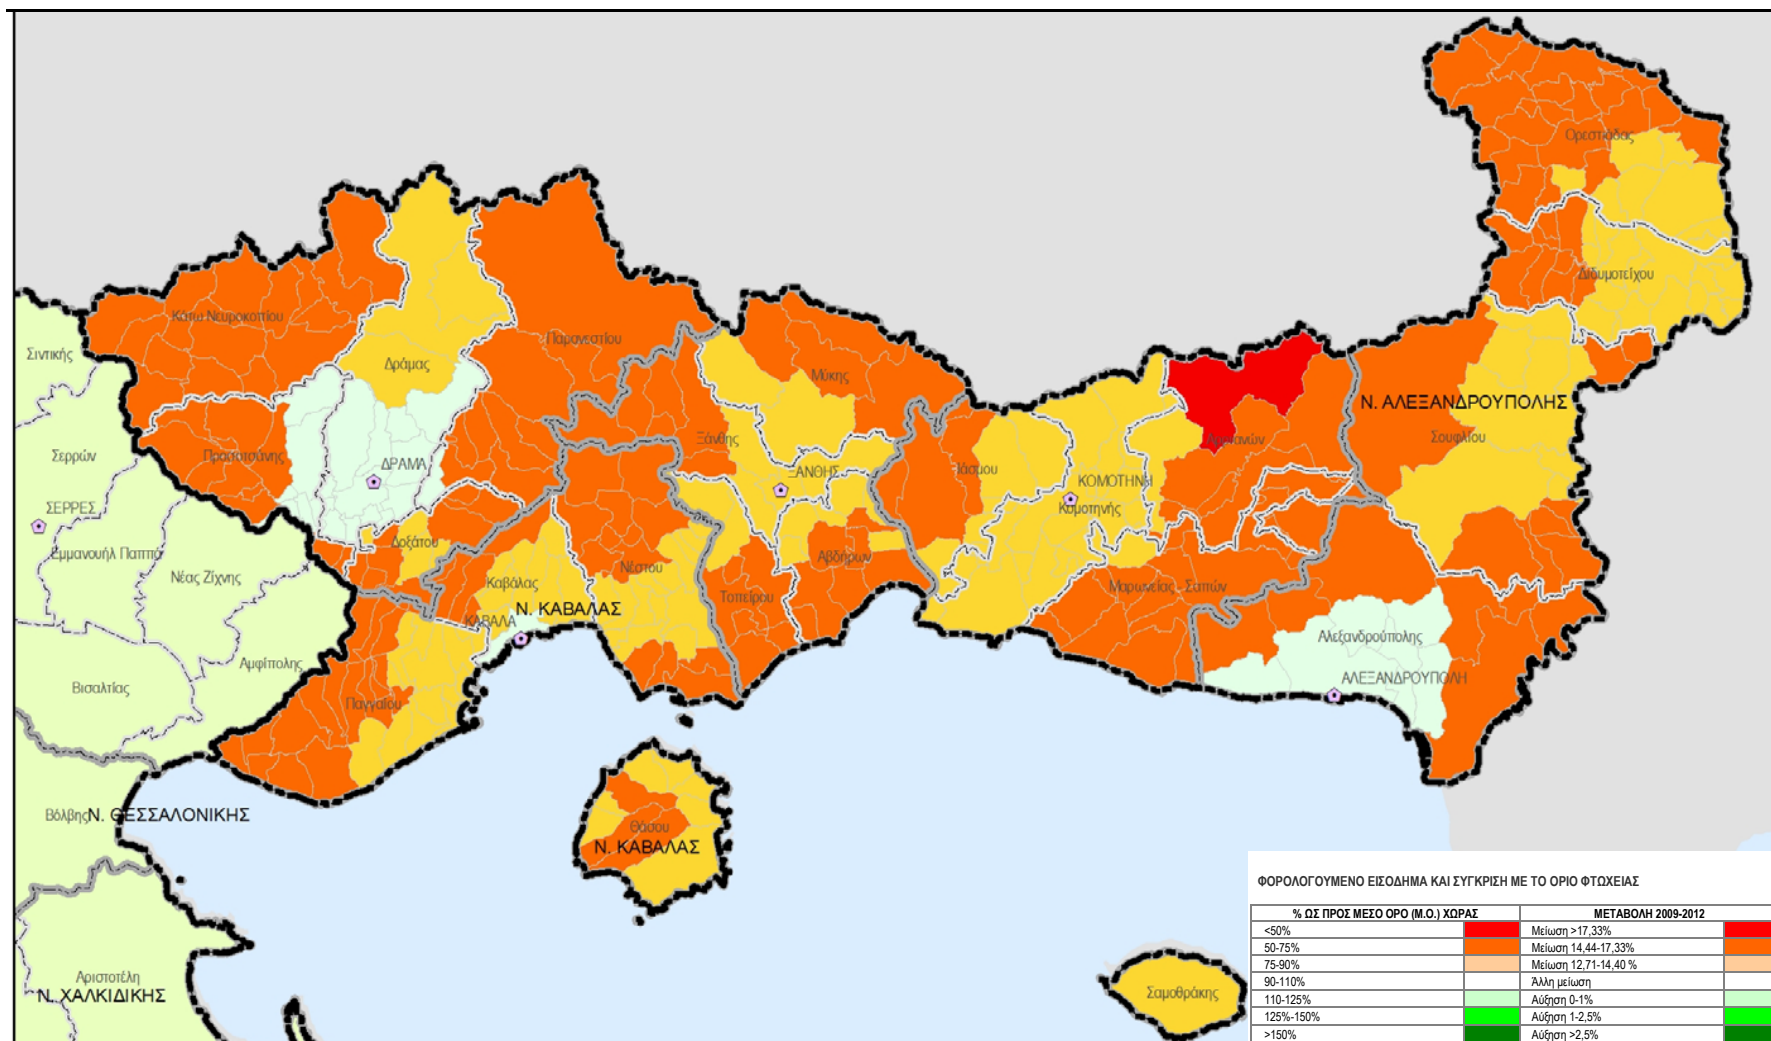 Ορεστιάδας
Διδυμοτείχου
Κάτω Νευροκοπίου
Παρανεστίου
Σιντικής
Δράμας
Μύκης
Ν. ΑΛΕΞΑΝΔΡΟΥΠΟΛΗΣ
Σουφλίου
Ξάνθης
Αρριανών
Σερρών
Προσοτσάνης
ΔΡΑΜΑ
ΞΑΝΘΗΣ
Ιάσμου
ΚΟΜΟΤΗΝΗ
Κομοτηνής
ΣΕΡΡΕΣ
Εμμανουήλ Παππά
Δοξάτου
Νέας Ζίχνης
Καβάλας
Νέστου
Αβδήρων
Τοπείρου
Μαρωνείας - Σαπών
Ν. ΚΑΒΑΛΑΣ
ΚΑΒΑΛΑ
Αλεξανδρούπολης
Αμφίπολης
ΑΛΕΞΑΝΔΡΟΥΠΟΛΗ
Βισαλτίας
Παγγαίου
Βόλβης
Ν. ΘΕΣΣΑΛΟΝΙΚΗΣ
Θάσου
Ν. ΚΑΒΑΛΑΣ
Αριστοτέλη
Ν. ΧΑΛΚΙΔΙΚΗΣ
Σαμοθράκης
ΦΟΡΟΛΟΓΟΥΜΕΝΟ ΕΙΣΟΔΗΜΑ ΚΑΙ ΣΥΓΚΡΙΣΗ ΜΕ ΤΟ ΟΡΙΟ ΦΤΩΧΕΙΑΣ
% ΩΣ ΠΡΟΣ ΜΕΣΟ ΟΡΟ (Μ.Ο.) ΧΩΡΑΣ ΜΕΤΑΒΟΛΗ 2009-2012
<50% Μείωση >17,33%
50-75% Μείωση 14,44-17,33%
75-90% Μείωση 12,71-14,40 %
90-110% Άλλη μείωση
110-125% Αύξηση 0-1%
125%-150% Αύξηση 1-2,5%
>150% Αύξηση >2,5%